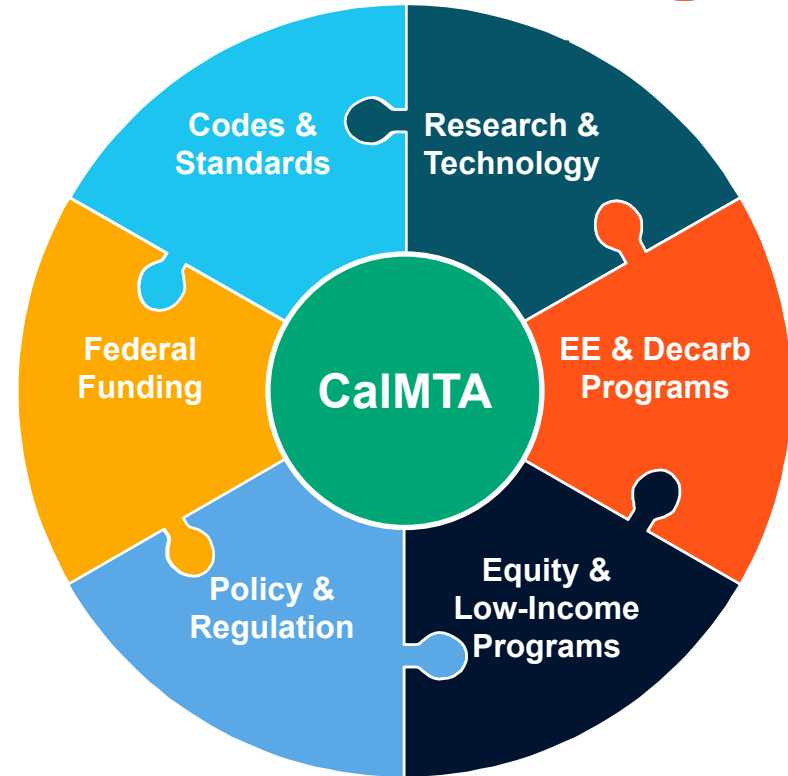 Codes &
Standards
Research &
Technology
Federal
Funding
CalMTA
EE & Decarb
Programs
Policy &
Regulation
Equity &
Low-Income
Programs